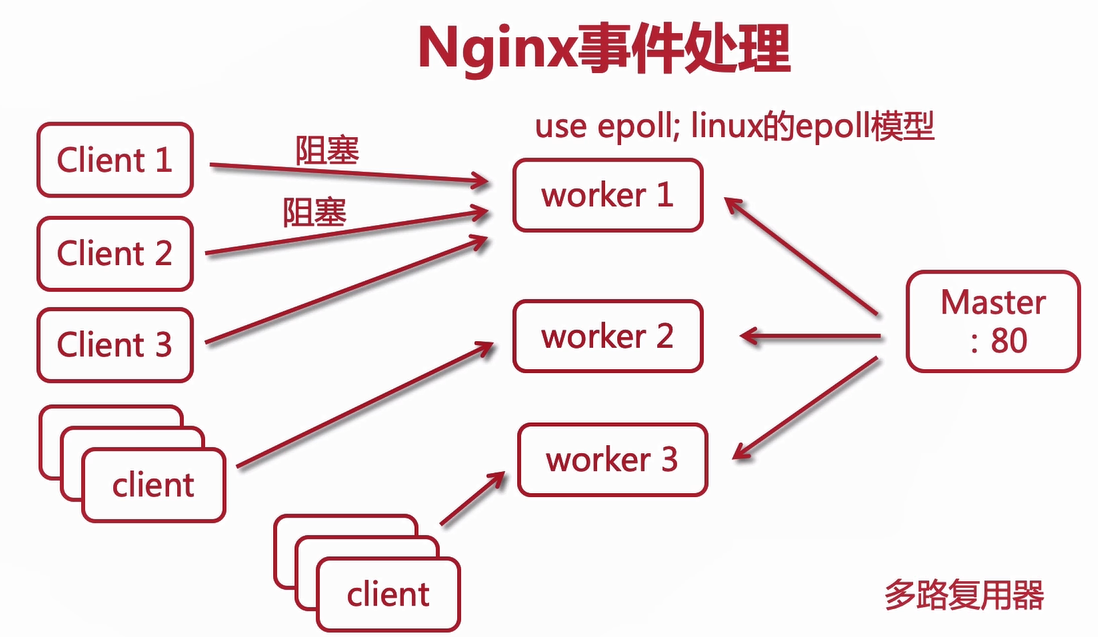 Nginx事件处理
use epoll; linux的epoll模型
Client 1
阻塞
worker 1
阻塞
Client 2
Client 3
worker 2
Master
：80
client
worker 3
client
多路复用器